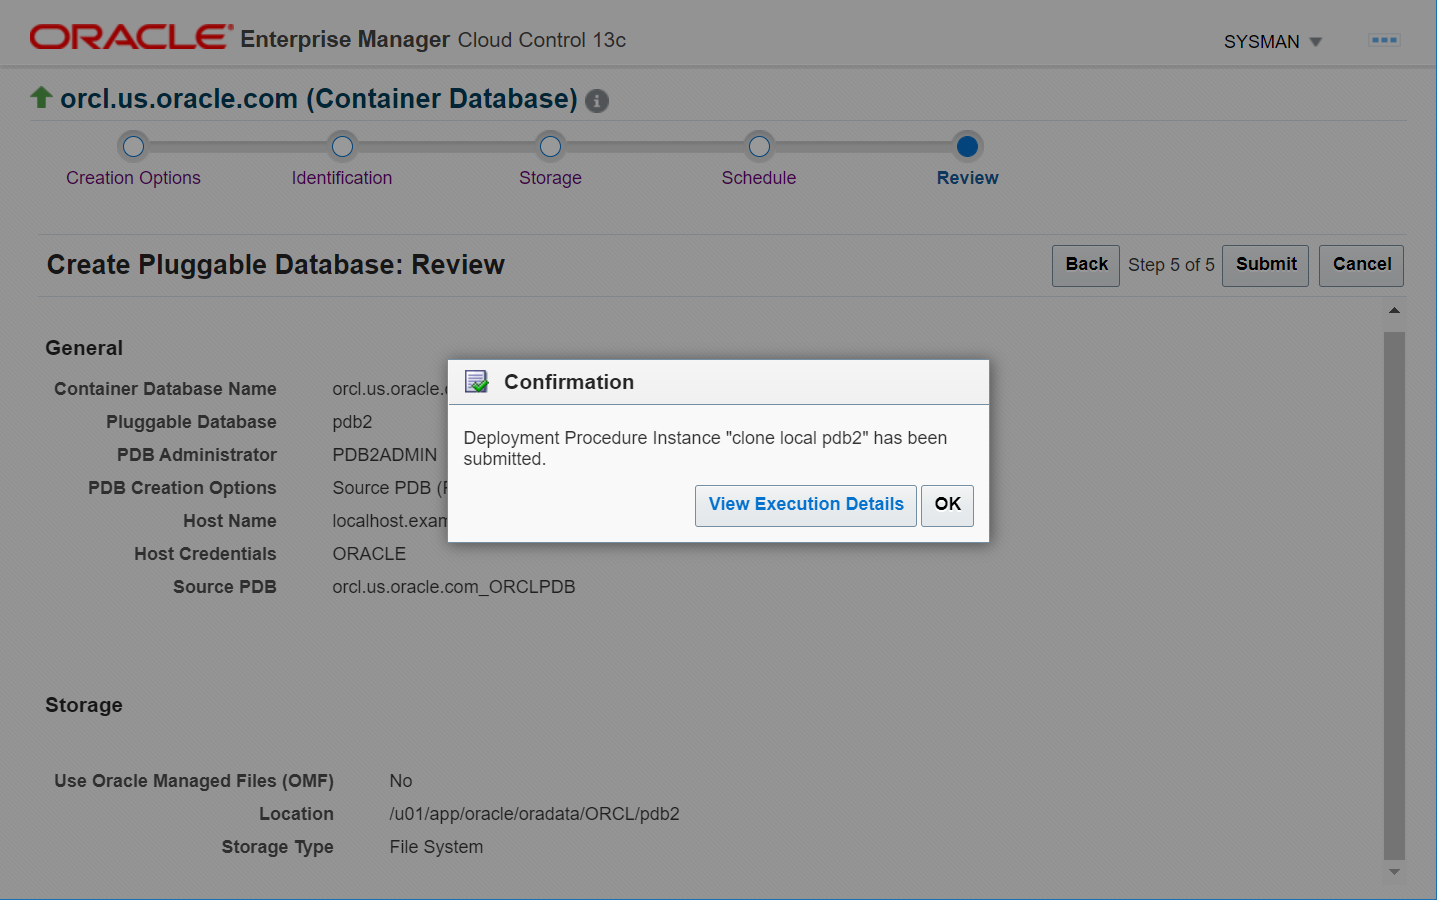 ORACLE Enterprise Manager Cloud Control 13c
SYSMAN
orcl.us.oracle.com (Container Database)
Creation Options
Identification
Storage
Schedule
Review
Create Pluggable Database: Review
Back
Step 5 of 5
Submit
Cancel
General
Container Database Name orcl.us.oracle.
Pluggable Database pdb2
PDB Administrator PDB2ADMIN
PDB Creation Options Source PDB
Host Name localhost.exam
Host Credentials ORACLE
Source PDB orcl.us.oracle.com_ORCLPDB
Confirmation
Deployment Procedure Instance "clone local pdb2" has been
submitted.
View Execution Details
OK
Storage
Use Oracle Managed Files (OMF) No
Location /u01/app/oracle/oradata/ORCL/pdb2
Storage Type File System